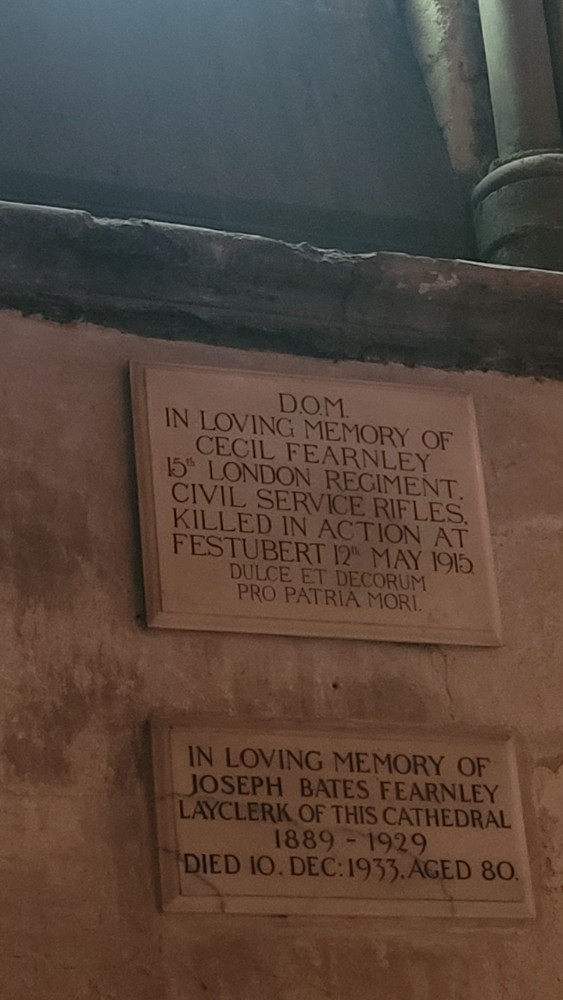 D.O.M.
IN LOVING MEMORY OF
CECIL FEARNLEY
15th LONDON REGIMENT.
CIVIL SERVICE RIFLES.
KILLED IN ACTION AT
FESTUBERT 12th MAY 1915.
DULCE ET DECORUM
PRO PATRIA MORI.
IN LOVING MEMORY OF
JOSEPH BATES FEARNLEY
LAYCLERK OF THIS CATHEDRAL
1889 - 1929
DIED 10. DEC: 1933. AGED 80.